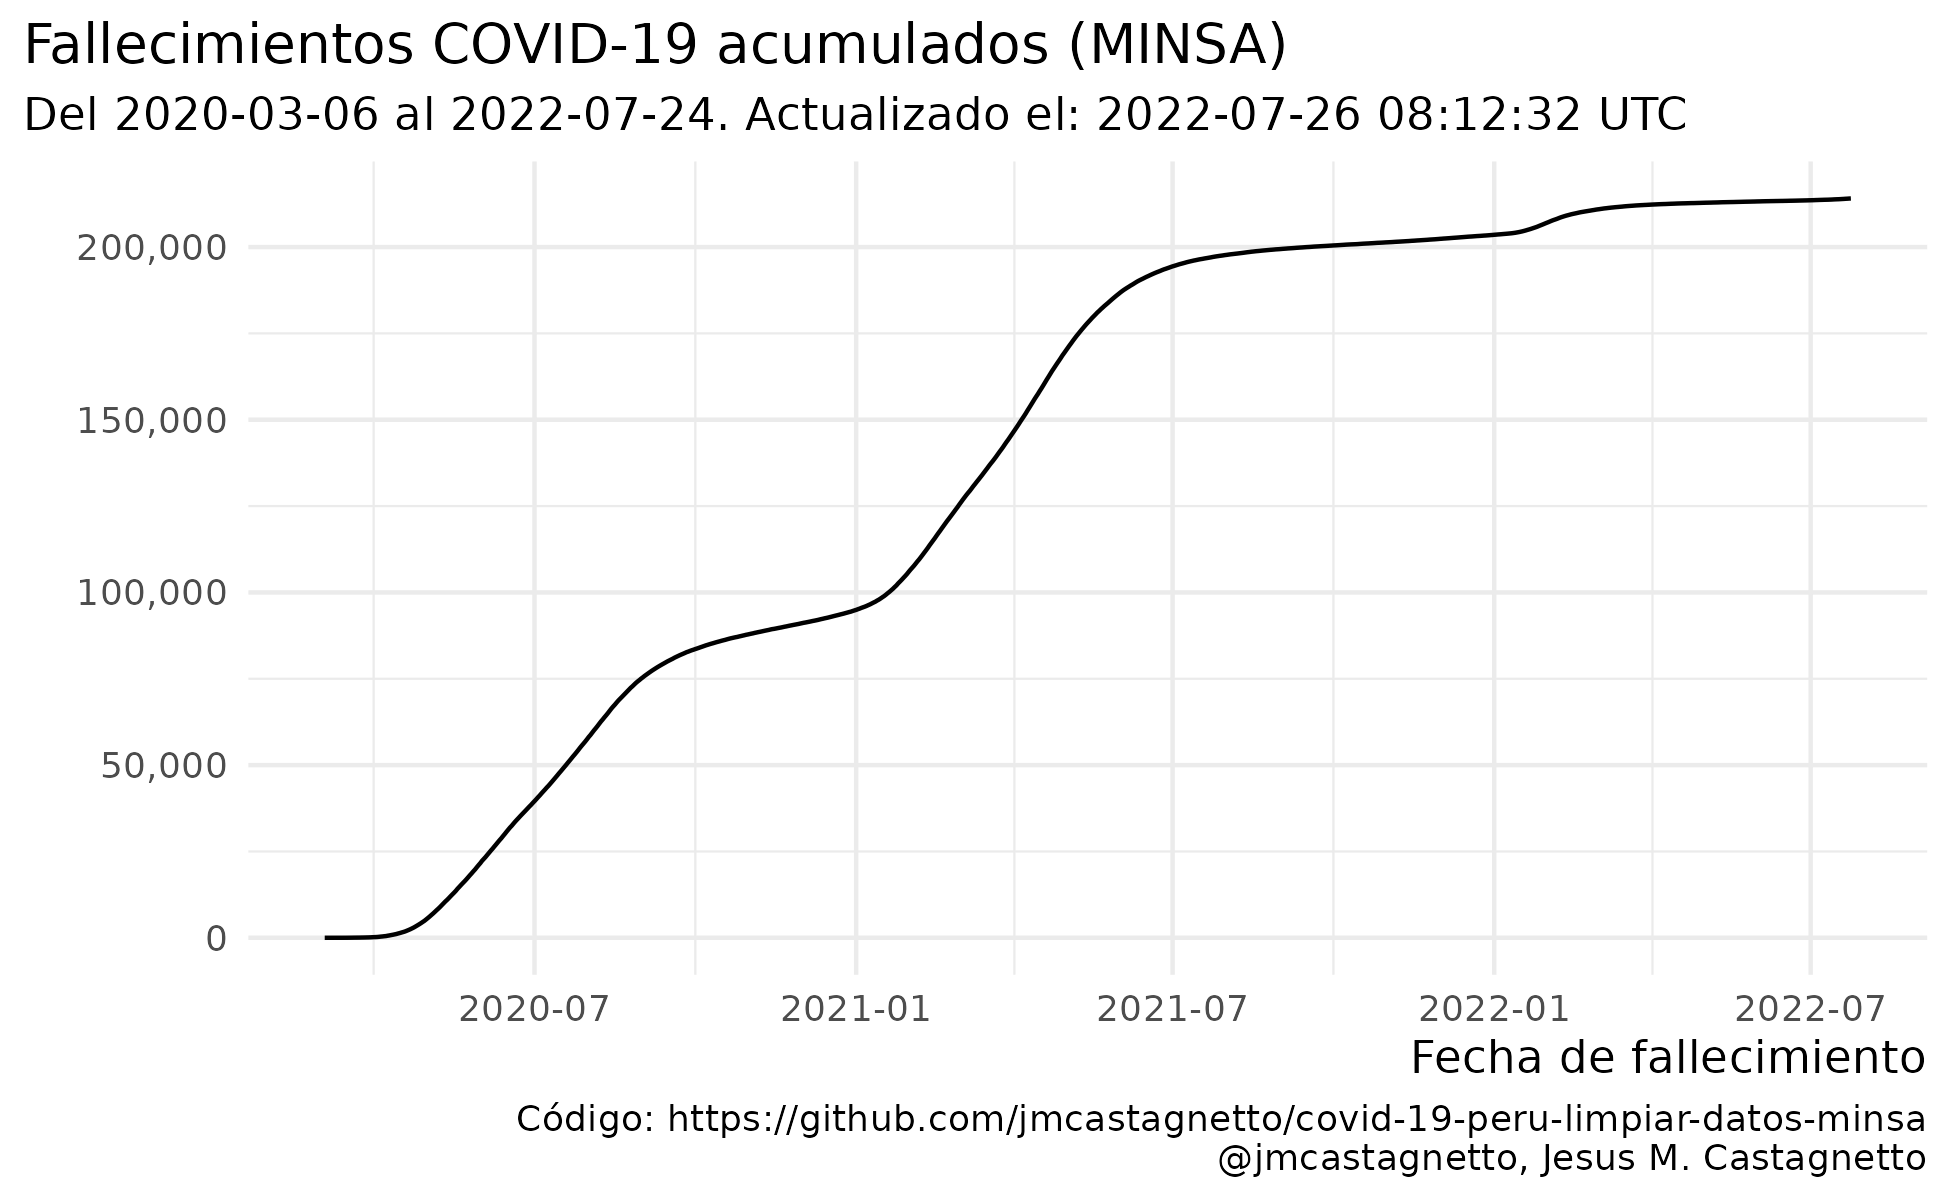 Fallecimientos COVID-19 acumulados (MINSA)
Del 2020-03-06 al 2022-07-24. Actualizado el: 2022-07-26 08:12:32 UTC
200,000
150,000
100,000
50,000
0
2020-07 2021-01 2021-07 2022-01 2022-07
Fecha de fallecimiento
Código: https://github.com/jmcastagnetto/covid-19-peru-limpiar-datos-minsa
@jmcastagnetto, Jesus M. Castagnetto